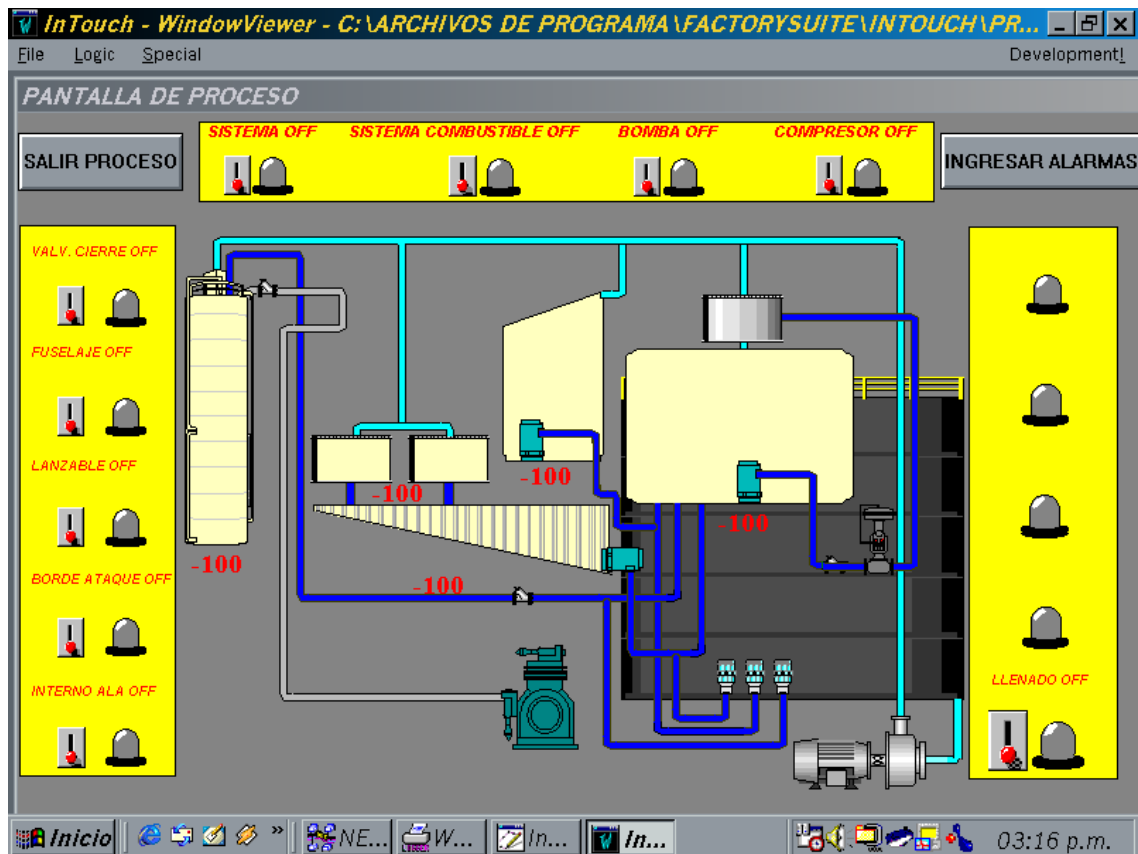 InTouch - WindowViewer - C:\ARCHIVOS DE PROGRAMA\FACTORYSUITE\INTOUCH\PR...
File Logic Special Development!
PANTALLA DE PROCESO
SALIR PROCESO
SISTEMA OFF SISTEMA COMBUSTIBLE OFF BOMBA OFF COMPRESOR OFF
INGRESAR ALARMAS
VALV. CIERRE OFF
FUSELAJE OFF
LANZABLE OFF
BORDE ATAQUE OFF
INTERNO ALA OFF
-100
-100
-100
-100
-100
LLENADO OFF
Inicio » NE... W... In... In... 03:16 p.m.